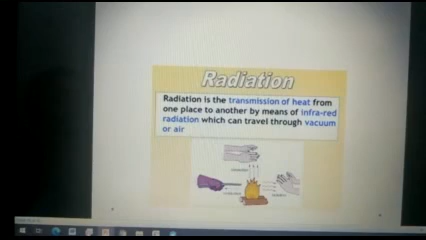 Radiation
Radiation is the transmission of heat from
one place to another by means of infra-red
radiation which can travel through vacuum
or air